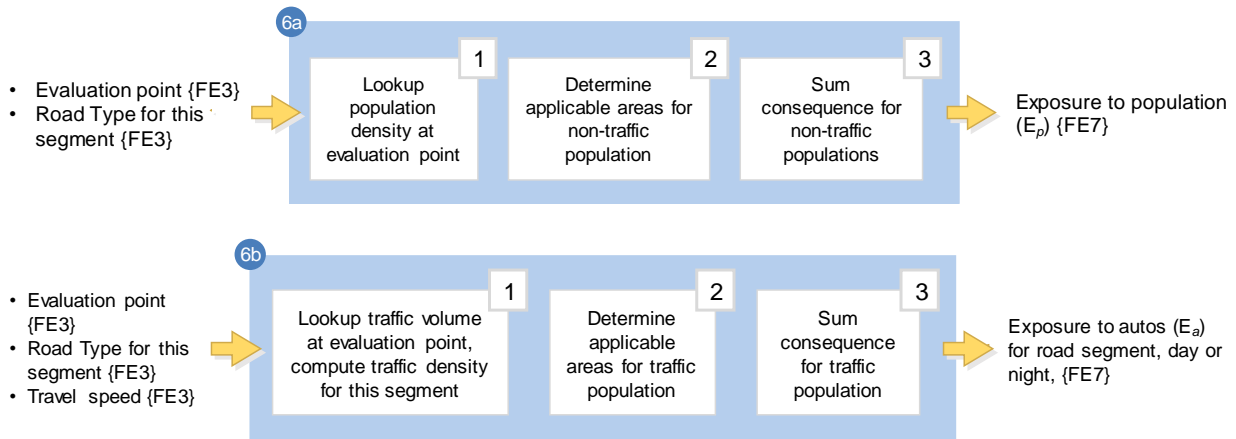 6a
• Evaluation point {FE3}
• Road Type for this
segment {FE3}
1
Lookup
population
density at
evaluation point
2
Determine
applicable areas for
non-traffic
population
3
Sum
consequence for
non-traffic
populations
Exposure to population
(Ep) {FE7}
6b
• Evaluation point
{FE3}
• Road Type for this
segment {FE3}
• Travel speed {FE3}
1
Lookup traffic volume
at evaluation point,
compute traffic density
for this segment
2
Determine
applicable
areas for traffic
population
3
Sum
consequence
for traffic
population
Exposure to autos (Ea)
for road segment, day or
night, {FE7}